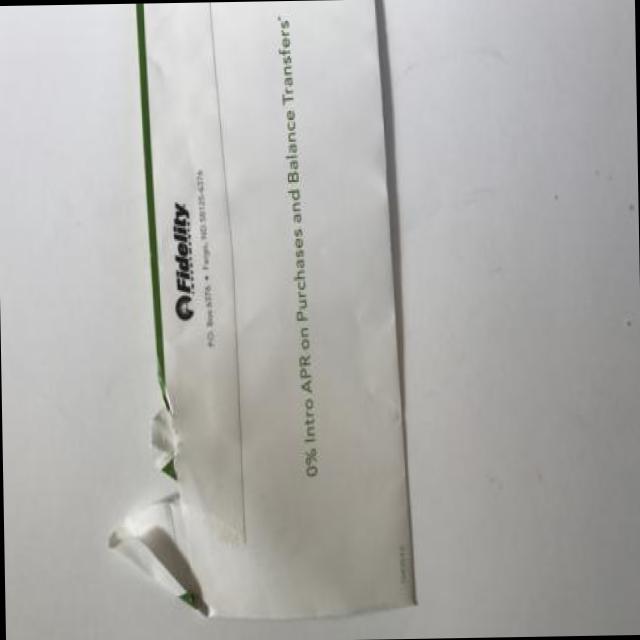 Fidelity
P.O. Box 6376 • Fargo, ND 58125-6376
0% Intro APR on Purchases and Balance Transfers*